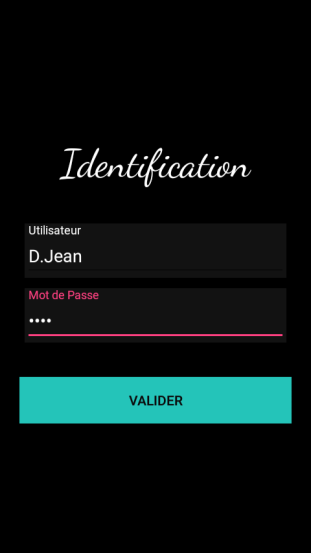 Identification
Utilisateur
D.Jean
Mot de Passe
••••
VALIDER